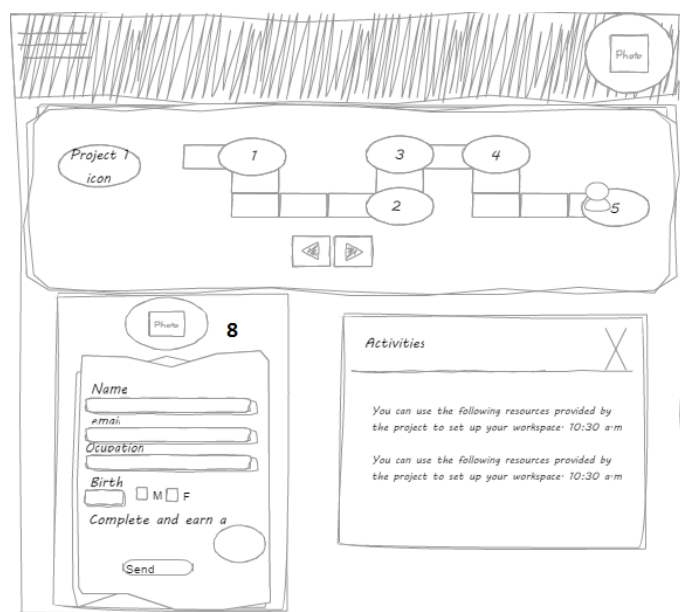 Photo
Project 1
icon
1
3
4
2
5
Photo
8
Name
email
Ocupation
Birth
M F
Complete and earn a
Send
Activities
You can use the following resources provided by
the project to set up your workspace. 10:30 a.m
You can use the following resources provided by
the project to set up your workspace. 10:30 a.m